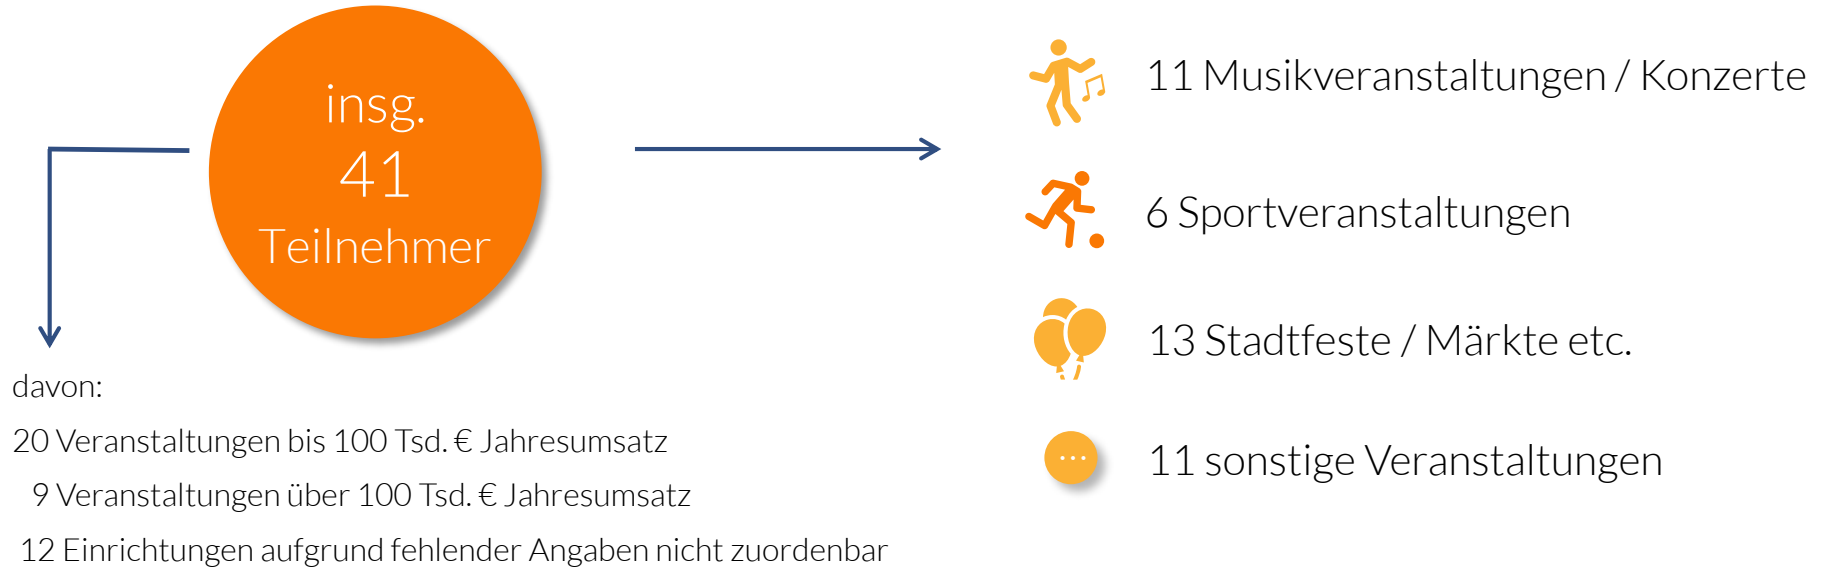 insg.
41
Teilnehmer
davon:
20 Veranstaltungen bis 100 Tsd. € Jahresumsatz
9 Veranstaltungen über 100 Tsd. € Jahresumsatz
12 Einrichtungen aufgrund fehlender Angaben nicht zuordenbar
11 Musikveranstaltungen / Konzerte
6 Sportveranstaltungen
13 Stadtfeste / Märkte etc.
11 sonstige Veranstaltungen